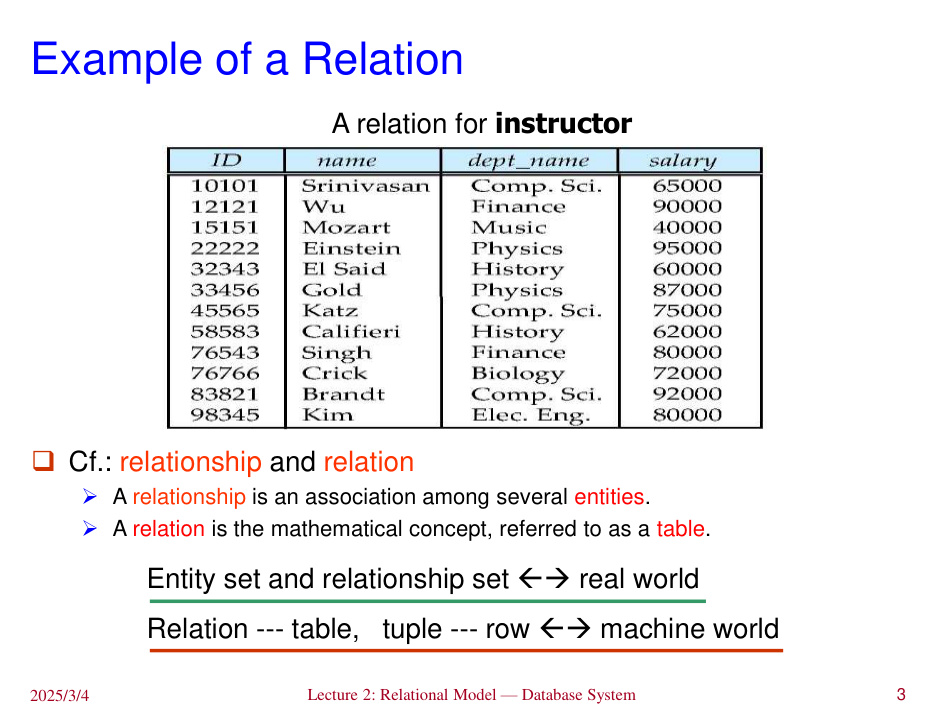 Example of a Relation
A relation for instructor
ID name dept_name salary
10101 Srinivasan Comp. Sci. 65000
12121 Wu Finance 90000
15151 Mozart Music 40000
22222 Einstein Physics 95000
32343 El Said History 60000
33456 Gold Physics 87000
45565 Katz Comp. Sci. 75000
58583 Califieri History 62000
76543 Singh Finance 80000
76766 Crick Biology 72000
83821 Brandt Comp. Sci. 92000
98345 Kim Elec. Eng. 80000
❑ Cf.: relationship and relation
➢ A relationship is an association among several entities.
➢ A relation is the mathematical concept, referred to as a table.
Entity set and relationship set ←→ real world
Relation --- table, tuple --- row ←→ machine world
2025/3/4 Lecture 2: Relational Model — Database System 3